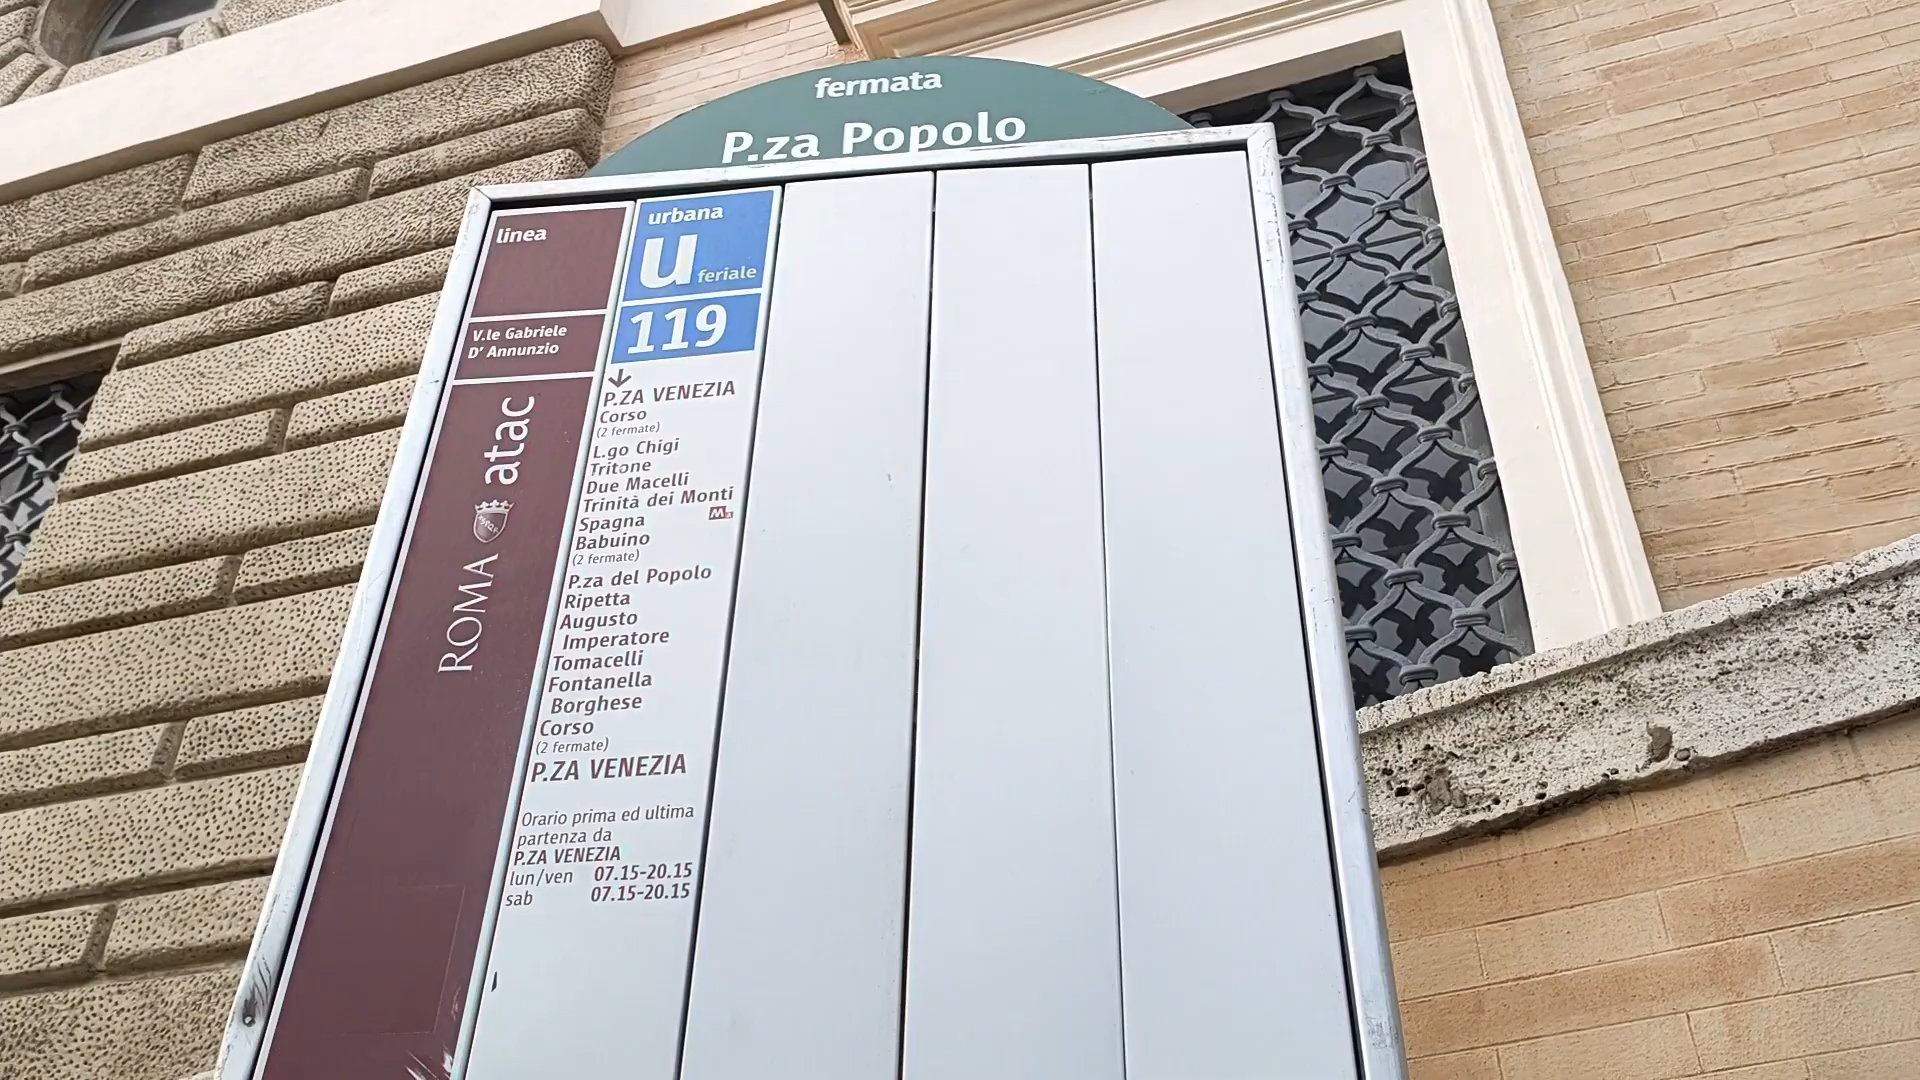 fermata
P.za Popolo
linea
V.le Gabriele
D' Annunzio
atac
ROMA
urbana
u feriale
119
P.ZA VENEZIA
Corso
(2 fermate)
L.go Chigi
Tritone
Due Macelli
Trinità dei Monti
Spagna M
Babuino
(2 fermate)
P.za del Popolo
Ripetta
Augusto
Imperatore
Tomacelli
Fontanella
Borghese
Corso
(2 fermate)
P.ZA VENEZIA
Orario prima ed ultima
partenza da
P.ZA VENEZIA
lun/ven 07.15-20.15
sab 07.15-20.15